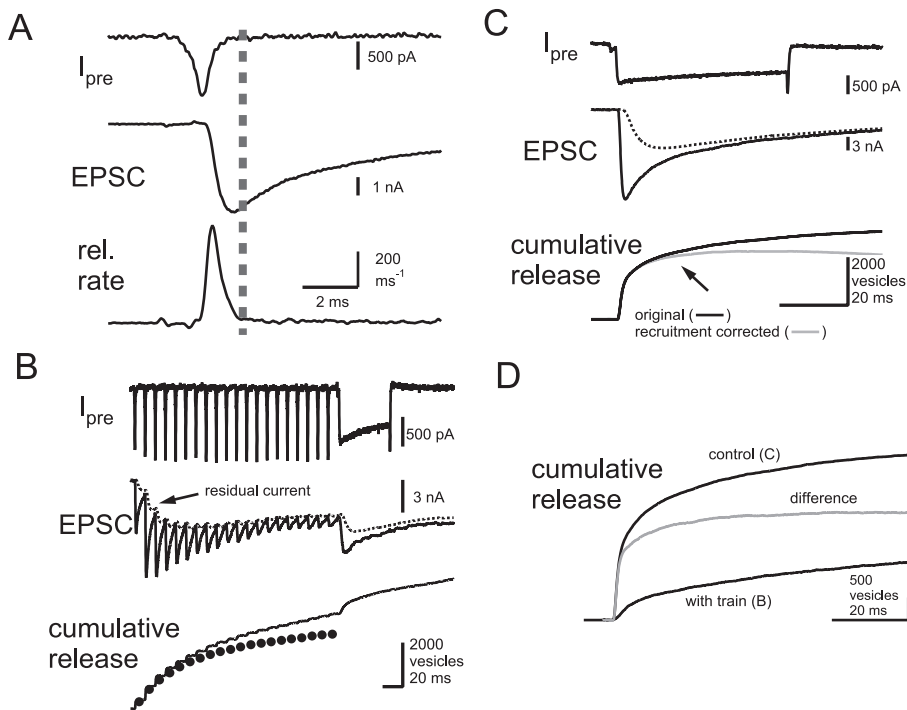 A
I pre
500 pA
EPSC
1 nA
rel.
rate
200
ms-1
2 ms
B
I pre
500 pA
residual current
3 nA
EPSC
cumulative
release
2000
vesicles
20 ms
C
I pre
500 pA
EPSC
3 nA
cumulative
release
2000
vesicles
20 ms
original ( — )
recruitment corrected ( — )
D
cumulative
release
control (C)
difference
with train (B)
500
vesicles
20 ms